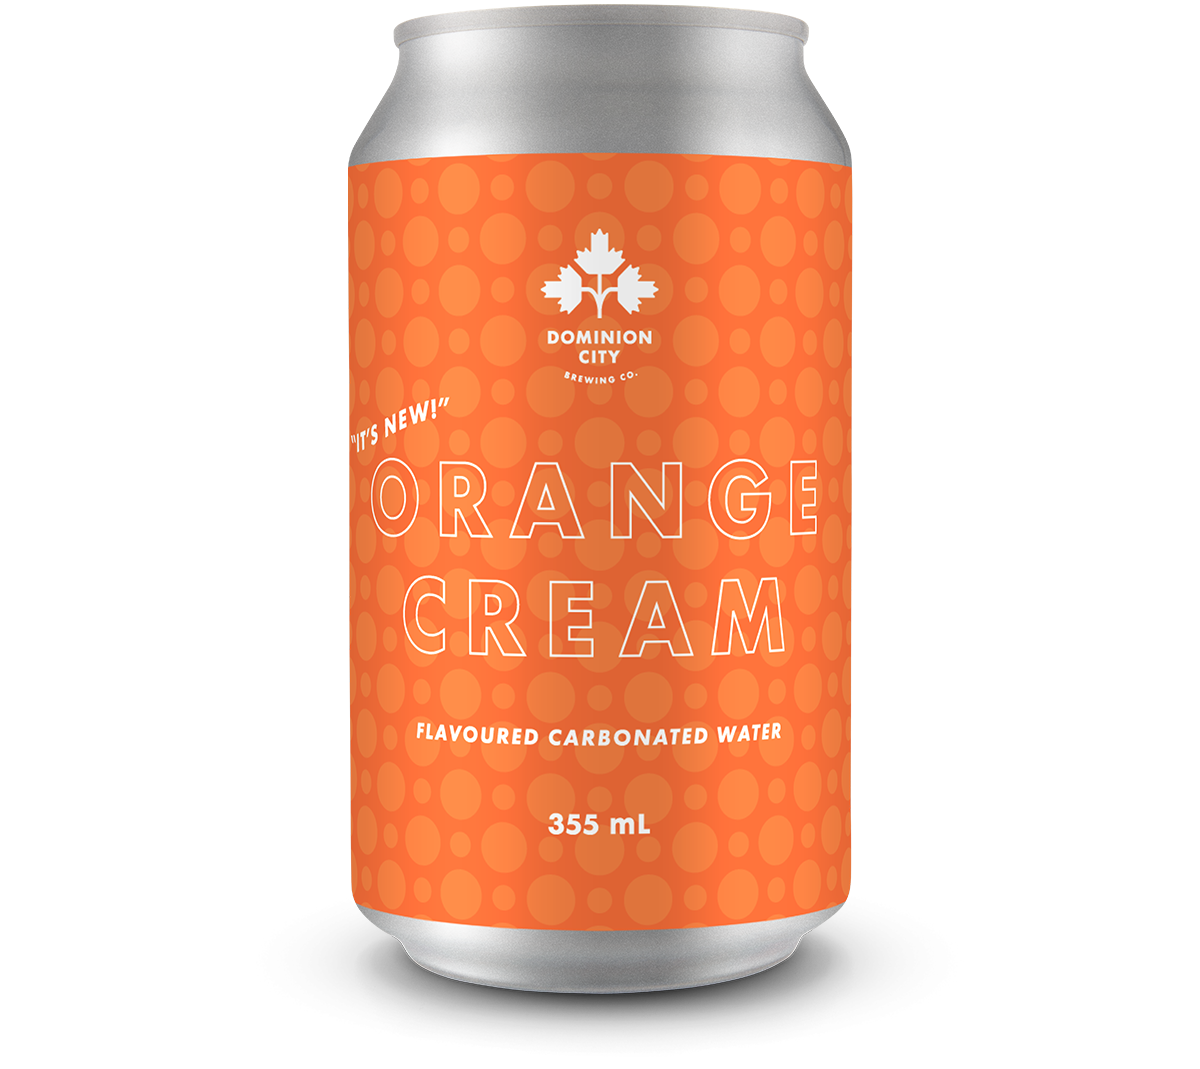 DOMINION
CITY
BREWING CO.
"IT'S NEW!"
ORANGE
CREAM
FLAVOURED CARBONATED WATER
355 mL